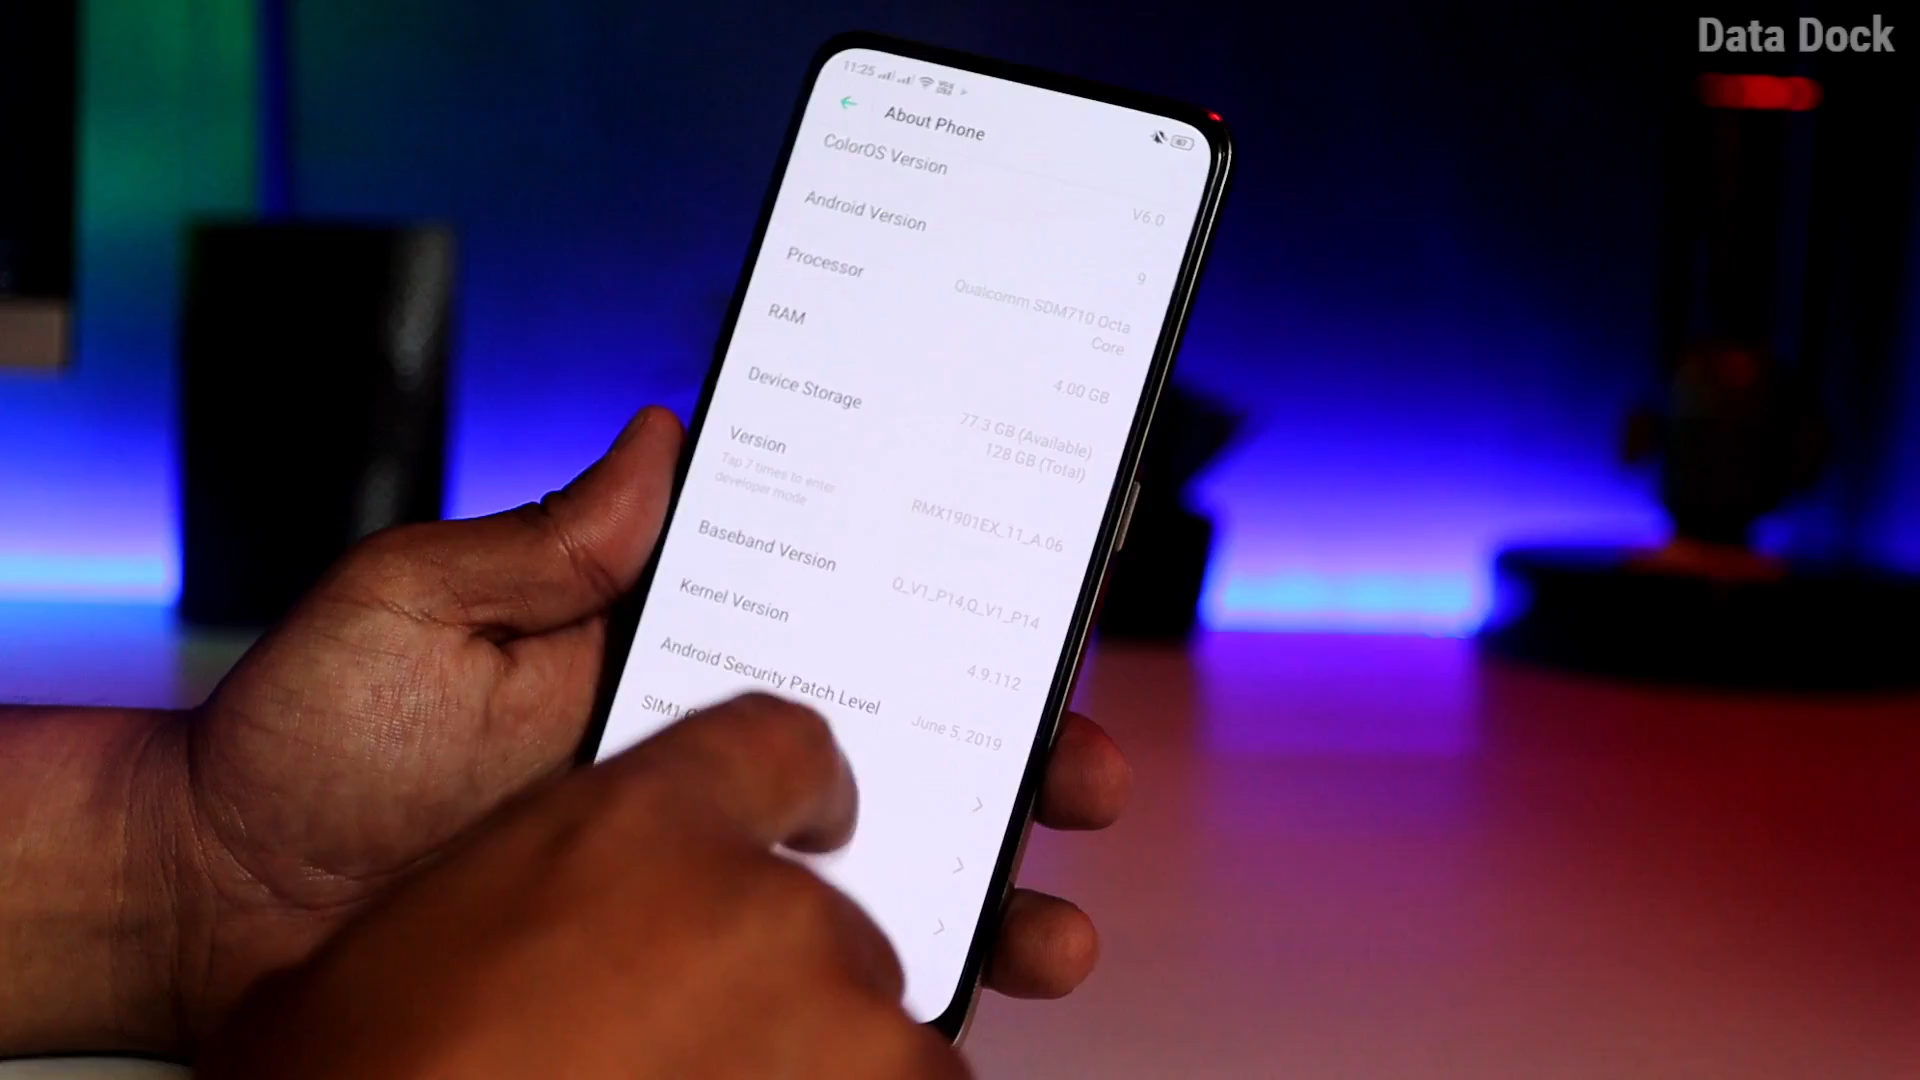 Data Dock
11:25
About Phone
ColorOS Version
V6.0
Android Version
9
Processor
Qualcomm SDM710 Octa
Core
RAM
4.00 GB
Device Storage
77.3 GB (Available)
128 GB (Total)
Version
Tap 7 times to enter
developer mode
RMX1901EX_11_A.06
Baseband Version
Q_V1_P14,Q_V1_P14
Kernel Version
4.9.112
Android Security Patch Level
June 5, 2019
SIM1